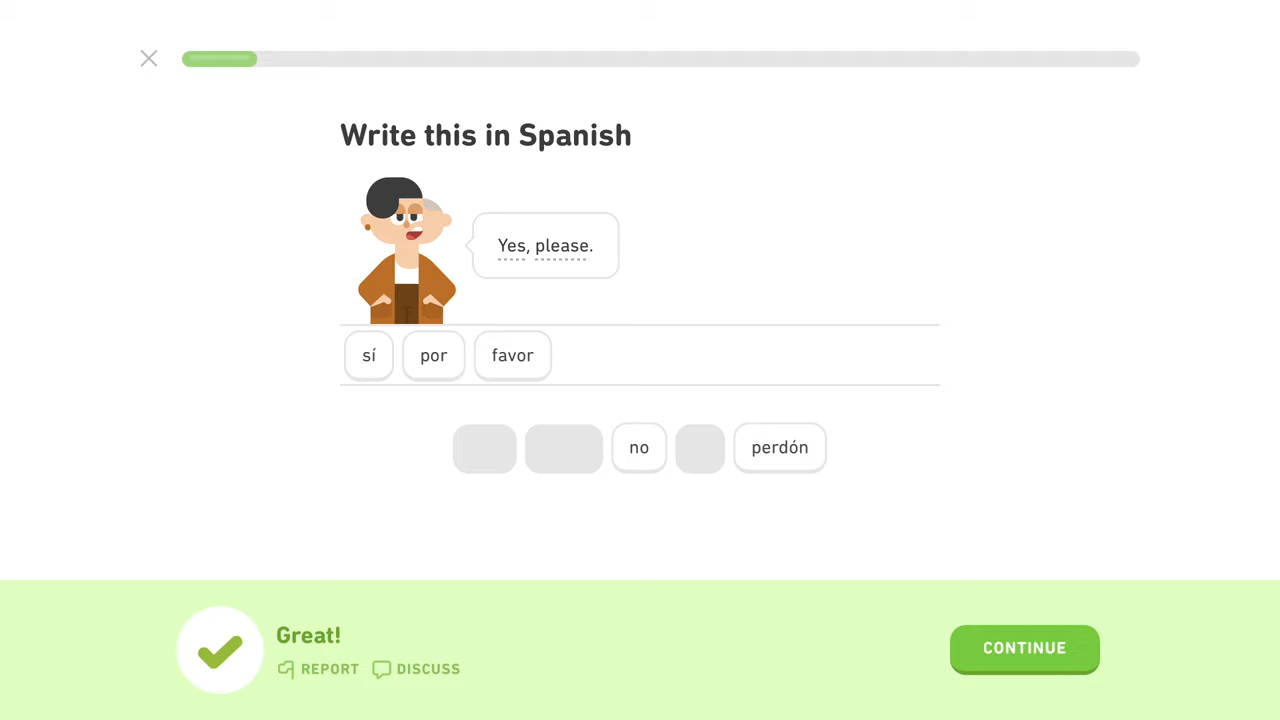 Write this in Spanish
Yes, please.
sí por favor
no perdón
Great!
REPORT DISCUSS
CONTINUE